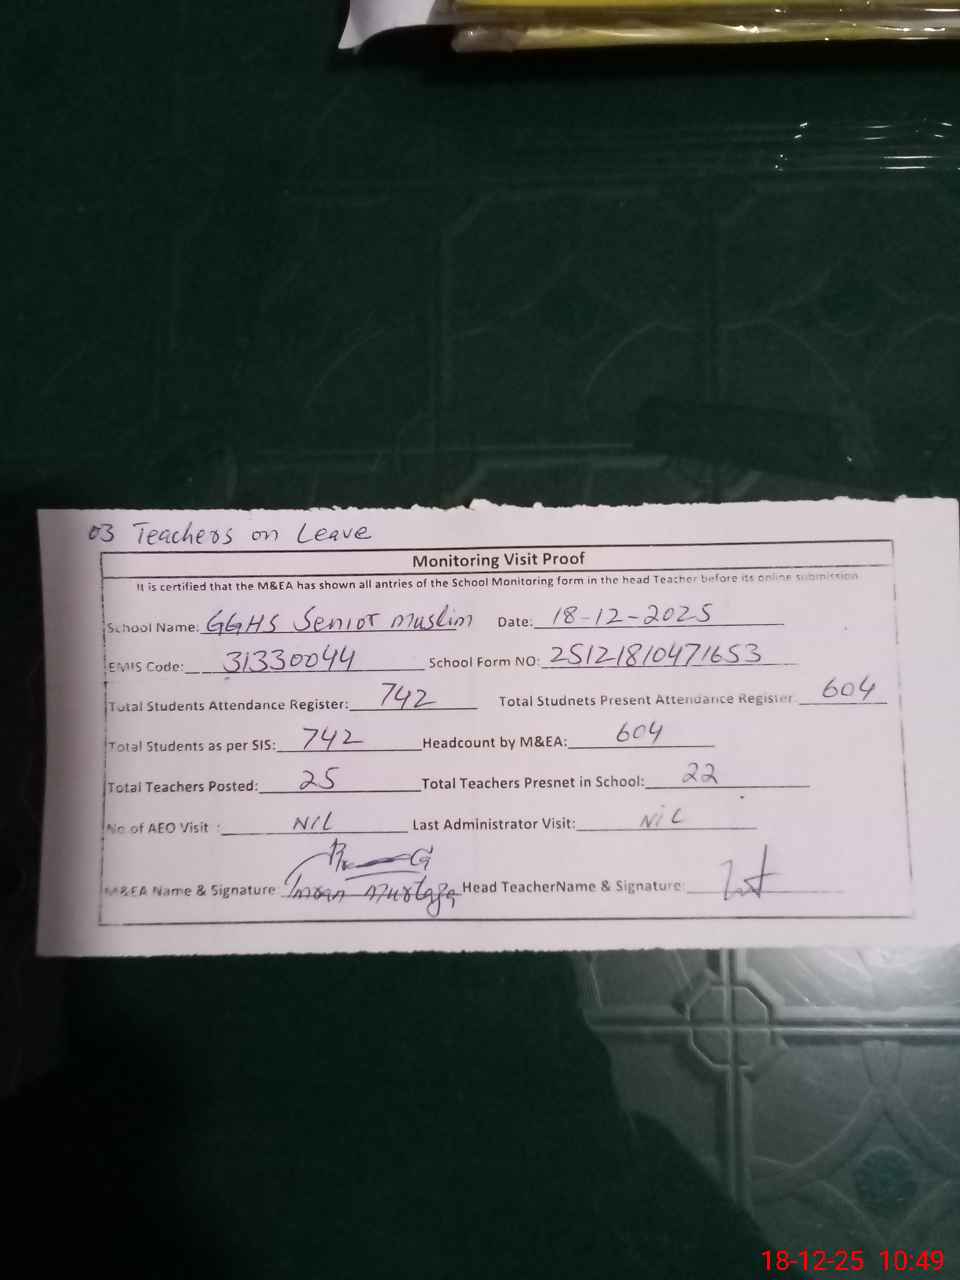 03 Teachers on Leave
Monitoring Visit Proof
It is certified that the M&EA has shown all antries of the School Monitoring form in the head Teacher before its online submission
School Name: GGHS Senior muslim Date: 18-12-2025
EMIS Code: 31330044 School Form NO: 25121810471653
Total Students Attendance Register: 742 Total Studnets Present Attendance Register: 604
Total Students as per SIS: 742 Headcount by M&EA: 604
Total Teachers Posted: 25 Total Teachers Presnet in School: 22
No of AEO Visit : NIL Last Administrator Visit: NiL
M&EA Name & Signature: Imran Murtaza Head TeacherName & Signature:
18-12-25 10:49